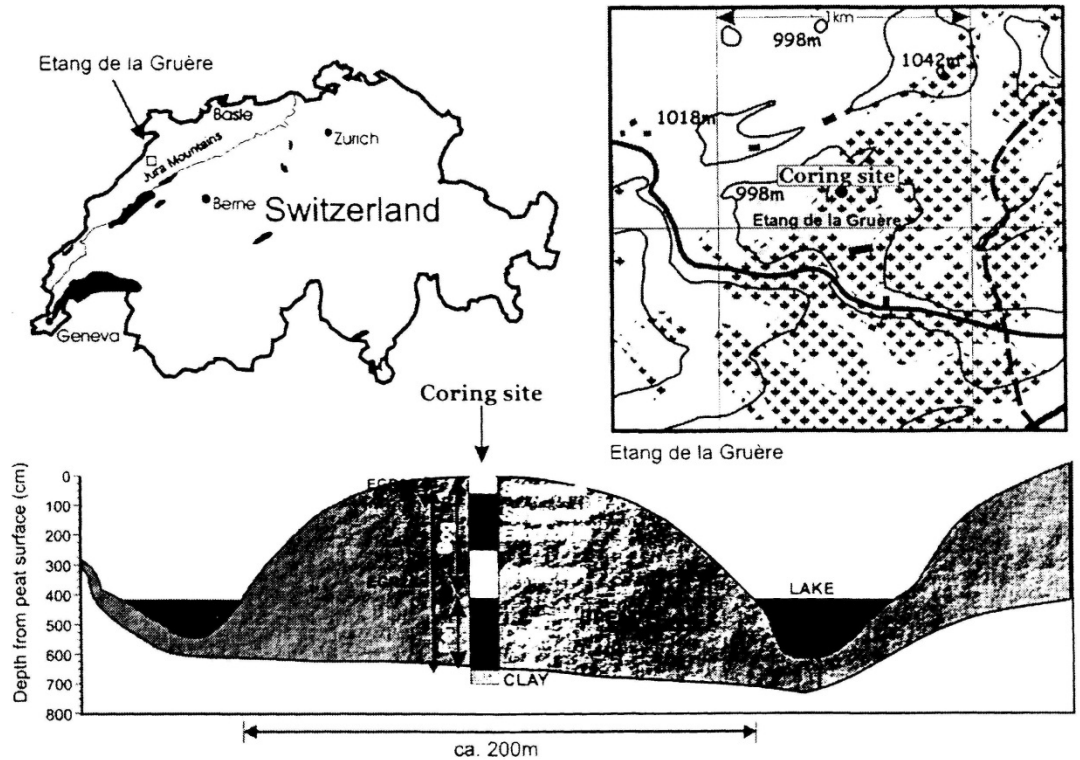 Etang de la Gruère
Basle
Zurich
Jura Mountains
Berne
Switzerland
Geneva
1km
998m
1042m
1018m
Coring site
998m
Etang de la Gruère
Etang de la Gruère
Coring site
Depth from peat surface (cm)
0
100
200
300
400
500
600
700
800
LAKE
CLAY
ca. 200m